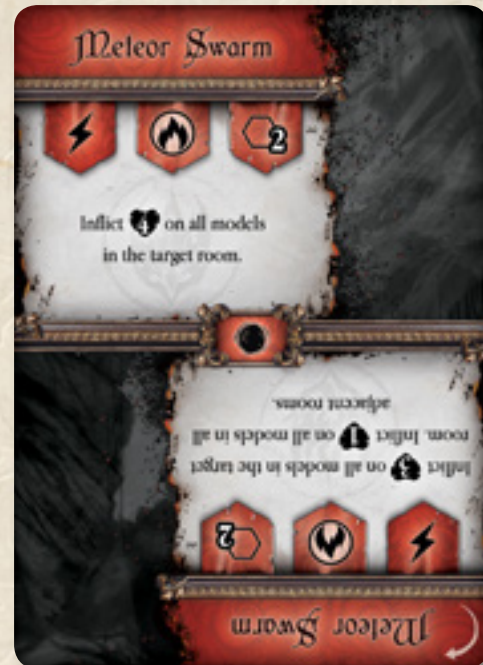 Meteor Swarm
2
Inflict 4 on all models
in the target room.
Meteor Swarm
2
Inflict 3 on all models in the target
room. Inflict 1 on all models in all
adjacent rooms.